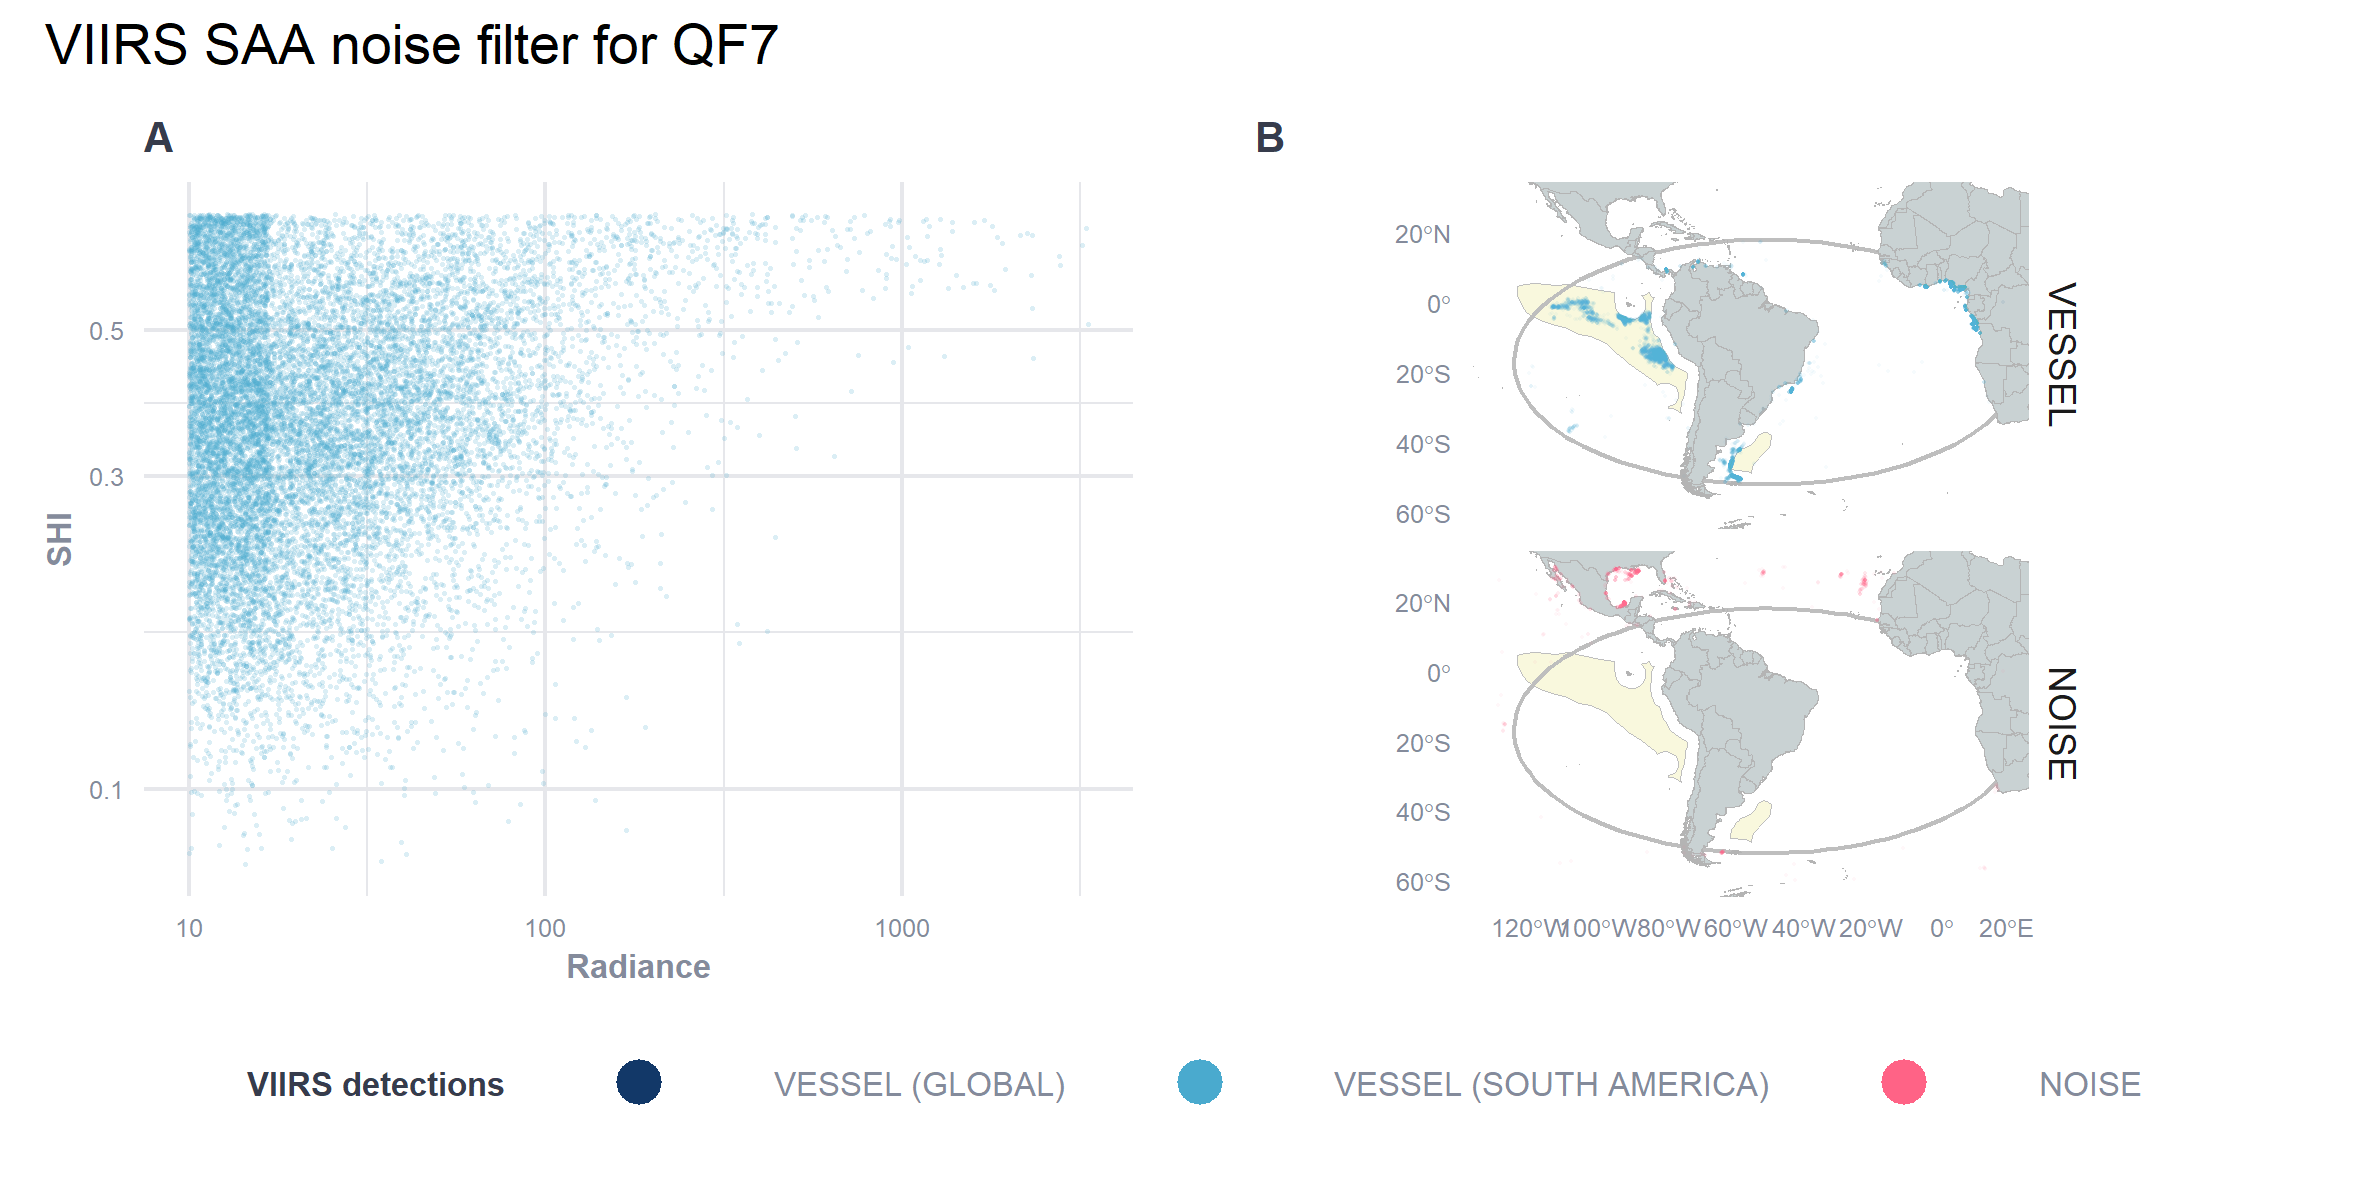 VIIRS SAA noise filter for QF7
A
B
0.5
0.3
0.1
SHI
10
100
1000
Radiance
20°N
0°
20°S
40°S
60°S
VESSEL
20°N
0°
20°S
40°S
60°S
NOISE
120°W 100°W 80°W 60°W 40°W 20°W 0° 20°E
VIIRS detections VESSEL (GLOBAL) VESSEL (SOUTH AMERICA) NOISE